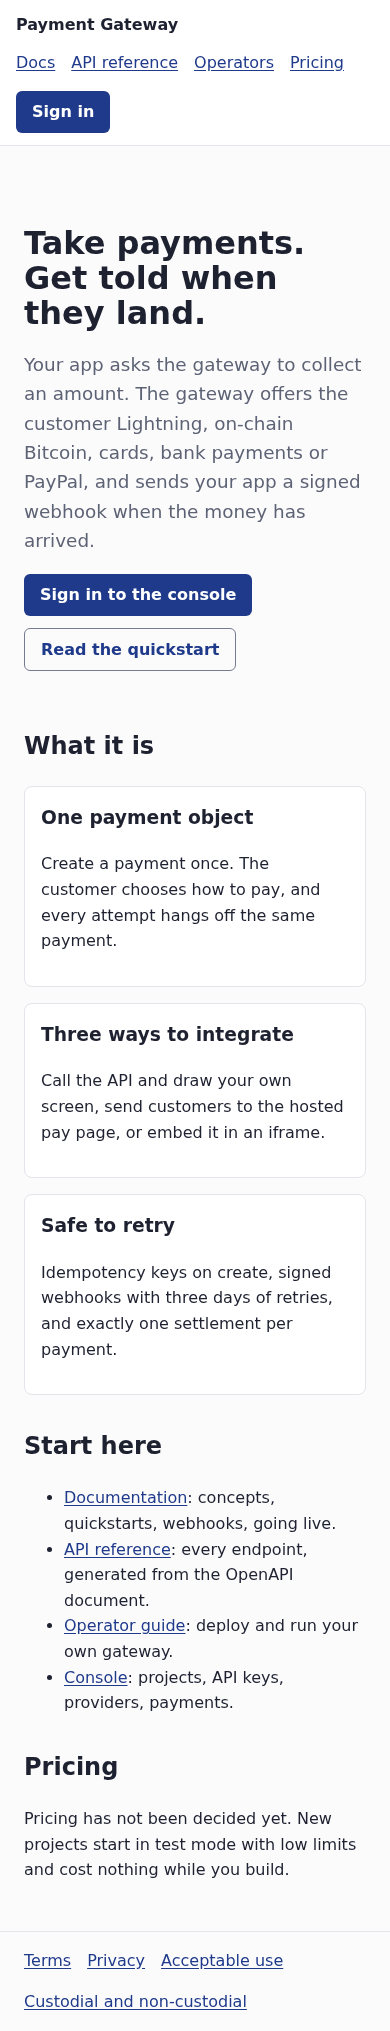 Payment Gateway
Docs API reference Operators Pricing
Sign in
Take payments.
Get told when
they land.
Your app asks the gateway to collect
an amount. The gateway offers the
customer Lightning, on-chain
Bitcoin, cards, bank payments or
PayPal, and sends your app a signed
webhook when the money has
arrived.
Sign in to the console
Read the quickstart
What it is
One payment object
Create a payment once. The
customer chooses how to pay, and
every attempt hangs off the same
payment.
Three ways to integrate
Call the API and draw your own
screen, send customers to the hosted
pay page, or embed it in an iframe.
Safe to retry
Idempotency keys on create, signed
webhooks with three days of retries,
and exactly one settlement per
payment.
Start here
• Documentation: concepts,
quickstarts, webhooks, going live.
• API reference: every endpoint,
generated from the OpenAPI
document.
• Operator guide: deploy and run your
own gateway.
• Console: projects, API keys,
providers, payments.
Pricing
Pricing has not been decided yet. New
projects start in test mode with low limits
and cost nothing while you build.
Terms Privacy Acceptable use
Custodial and non-custodial